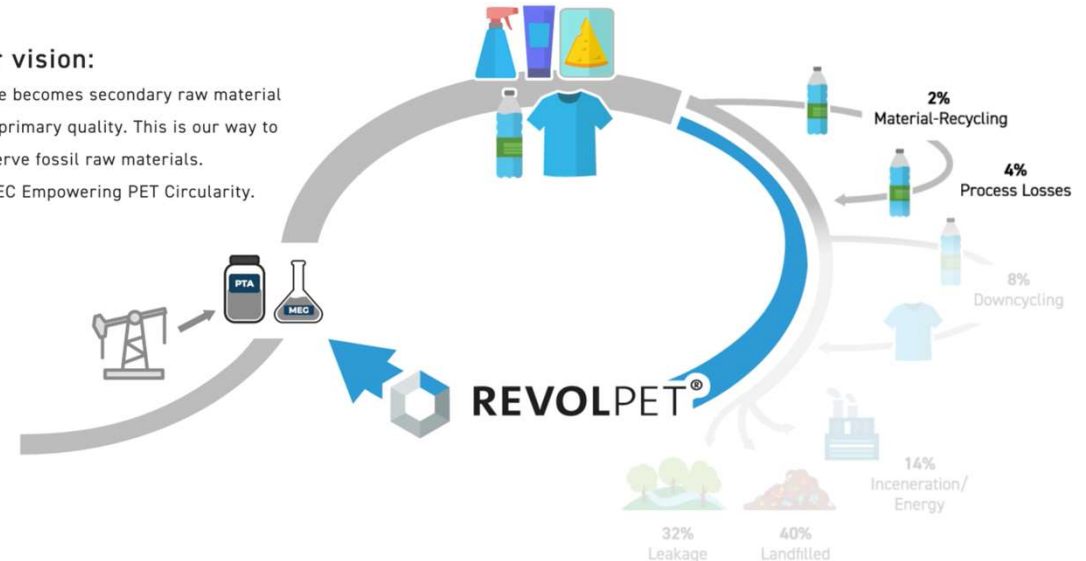 r vision:
e becomes secondary raw material
primary quality. This is our way to
erve fossil raw materials.
EC Empowering PET Circularity.
2%
Material-Recycling
4%
Process Losses
8%
Downcycling
PTA
MEG
REVOLPET®
14%
Inceneration/
Energy
32%
Leakage
40%
Landfilled